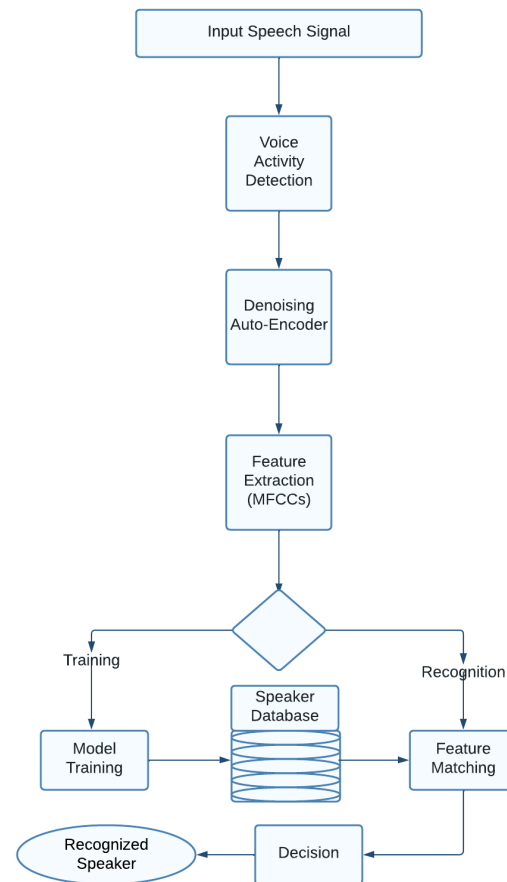 Input Speech Signal
Voice
Activity
Detection
Denoising
Auto-Encoder
Feature
Extraction
(MFCCs)
Training
Recognition
Speaker
Database
Model
Training
Feature
Matching
Decision
Recognized
Speaker